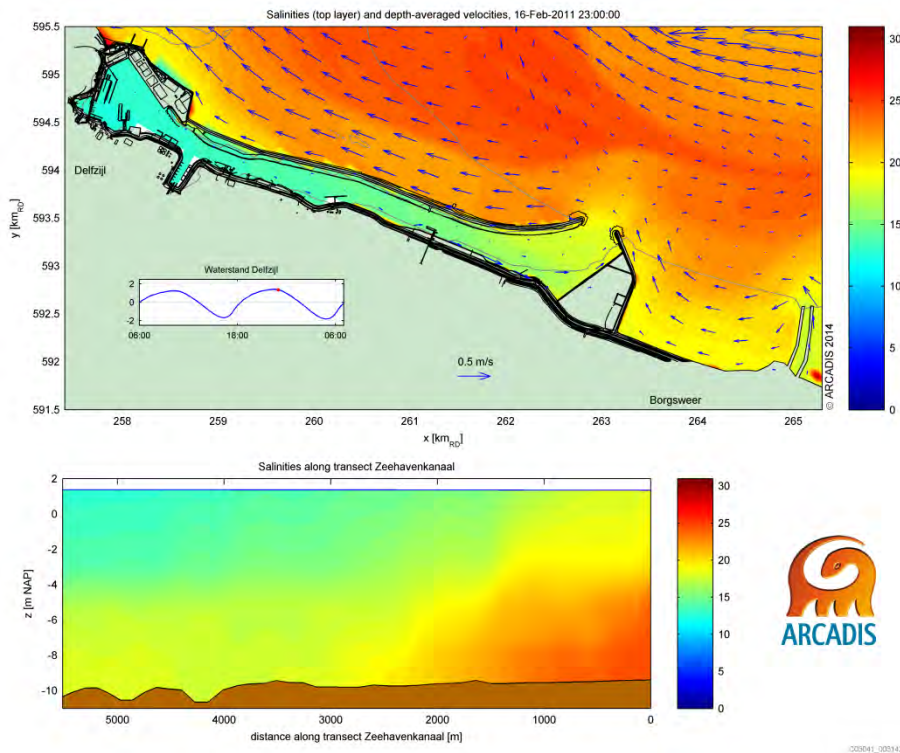 Salinities (top layer) and depth-averaged velocities, 16-Feb-2011 23:00:00
595.5
595
594.5
594
593.5
593
592.5
592
591.5
y [km RD]
Delfzijl
Waterstand Delfzijl
2
0
-2
06:00 18:00 06:00
0.5 m/s
Borgsweer
© ARCADIS 2014
258 259 260 261 262 263 264 265
x [km RD]
30
25
20
15
10
5
0
Salinities along transect Zeehavenkanaal
2
0
-2
-4
-6
-8
-10
z [m NAP]
5000 4000 3000 2000 1000 0
distance along transect Zeehavenkanaal [m]
30
25
20
15
10
5
0
ARCADIS